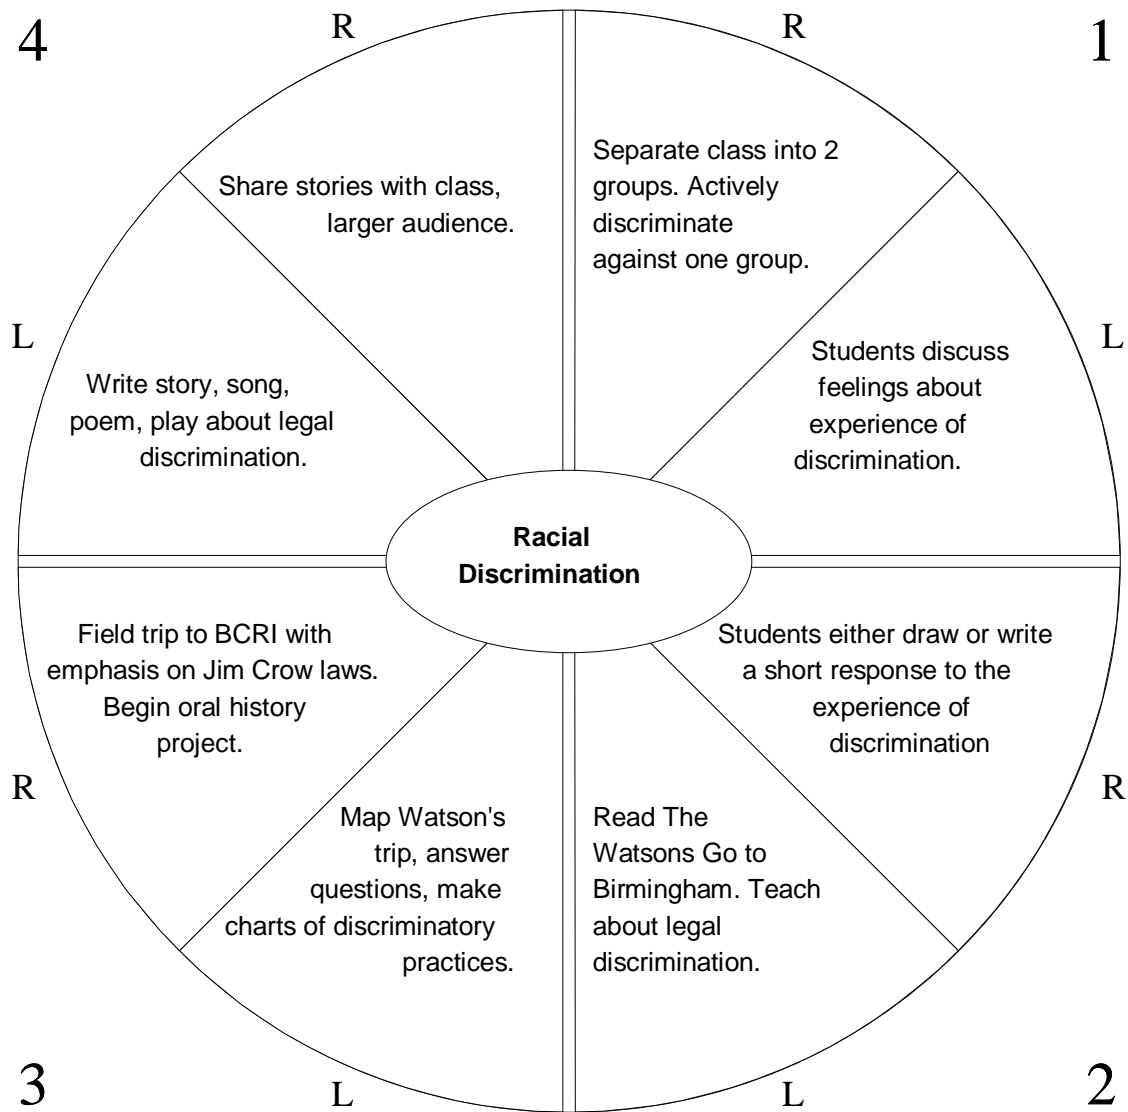 4
R
R
1
Separate class into 2
groups. Actively
discriminate
against one group.
Share stories with class,
larger audience.
L
L
Students discuss
feelings about
experience of
discrimination.
Write story, song,
poem, play about legal
discrimination.
Racial
Discrimination
Field trip to BCRI with
emphasis on Jim Crow laws.
Begin oral history
project.
Students either draw or write
a short response to the
experience of
discrimination
R
R
Map Watson's
trip, answer
questions, make
charts of discriminatory
practices.
Read The
Watsons Go to
Birmingham. Teach
about legal
discrimination.
3
L
L
2